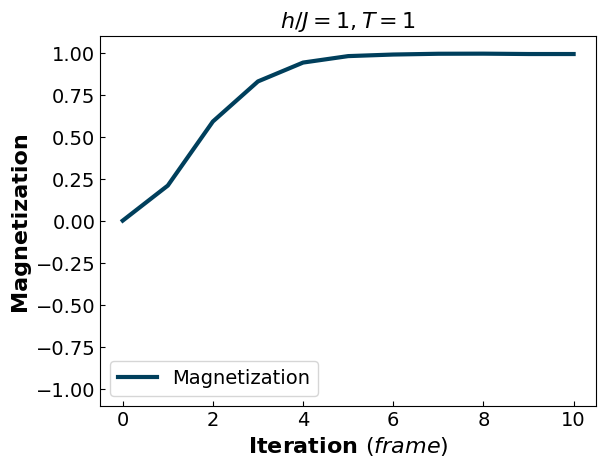 h/J = 1, T = 1
Magnetization
1.00
0.75
0.50
0.25
0.00
−0.25
−0.50
−0.75
−1.00
Magnetization
0 2 4 6 8 10
Iteration (frame)